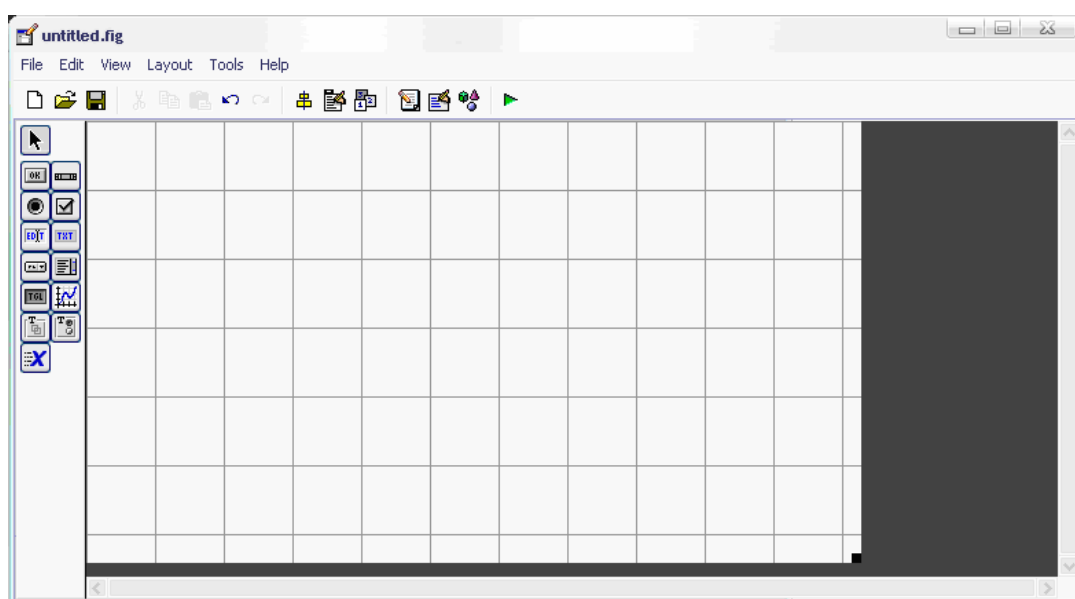 untitled.fig
File Edit View Layout Tools Help
OK
EDIT TXT
TGL
T T
X